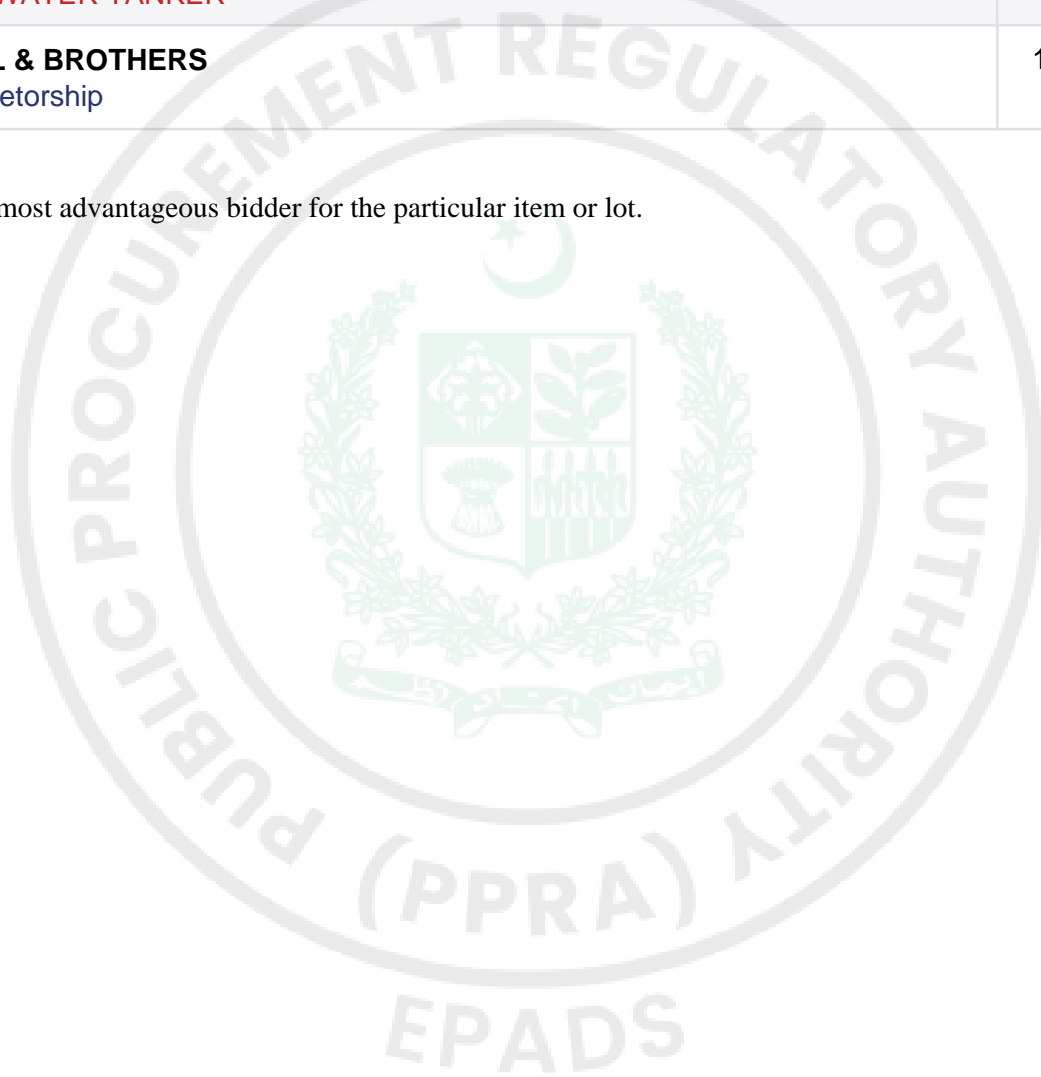 WATER TANKER
L & BROTHERS
1
etorship
most advantageous bidder for the particular item or lot.
PUBLIC PROCUREMENT REGULATORY AUTHORITY
(PPRA)
EPADS